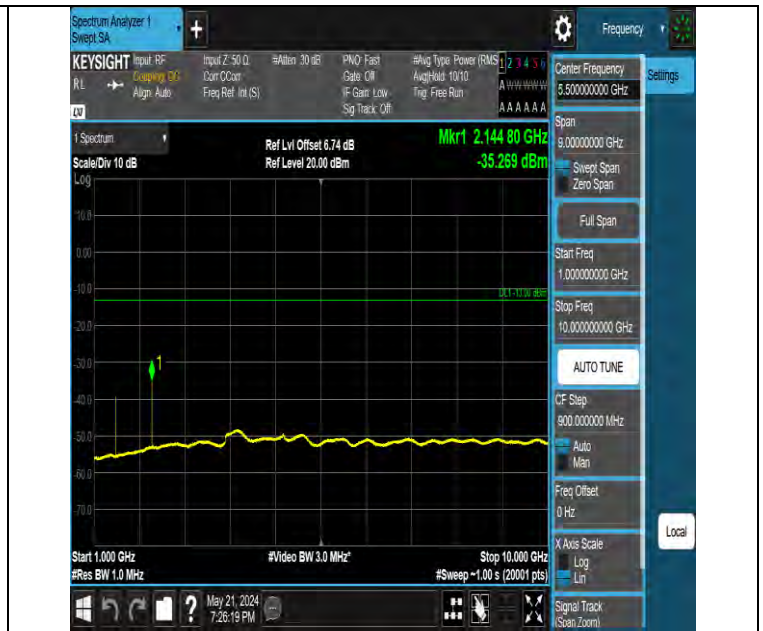 Spectrum Analyzer 1
Swept SA
+
Frequency
KEYSIGHT Input: RF Input Z: 50 Ω #Atten: 30 dB PNO: Fast #Avg Type: Power (RMS 1 2 3 4 5 6
RL Coupling: DC Corr CCorr Gate: Off Avg|Hold: 10/10 A W W W W W
Align: Auto Freq Ref: Int (S) IF Gain: Low Trig: Free Run
Sig Track: Off A A A A A A
LXI
1 Spectrum
Ref Lvl Offset 6.74 dB
Mkr1 2.144 80 GHz
Scale/Div 10 dB
Ref Level 20.00 dBm
-35.269 dBm
Log
10.0
0.00
-10.0
DL1 -13.00 dBm
-20.0
-30.0
1
-40.0
-50.0
-60.0
-70.0
Start 1.000 GHz
#Video BW 3.0 MHz*
Stop 10.000 GHz
#Res BW 1.0 MHz
#Sweep ~1.00 s (20001 pts)
Center Frequency
5.500000000 GHz
Settings
Span
9.00000000 GHz
Swept Span
Zero Span
Full Span
Start Freq
1.000000000 GHz
Stop Freq
10.000000000 GHz
AUTO TUNE
CF Step
900.000000 MHz
Auto
Man
Freq Offset
0 Hz
X Axis Scale
Log
Lin
Local
Signal Track
(Span Zoom)
?
May 21, 2024
7:26:19 PM